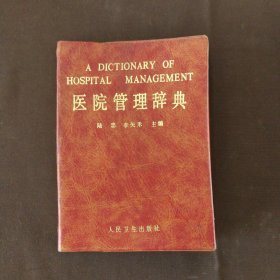 A DICTIONARY OF
HOSPITAL MANAGEMENT
医院管理辞典
主编
人民卫生出版社